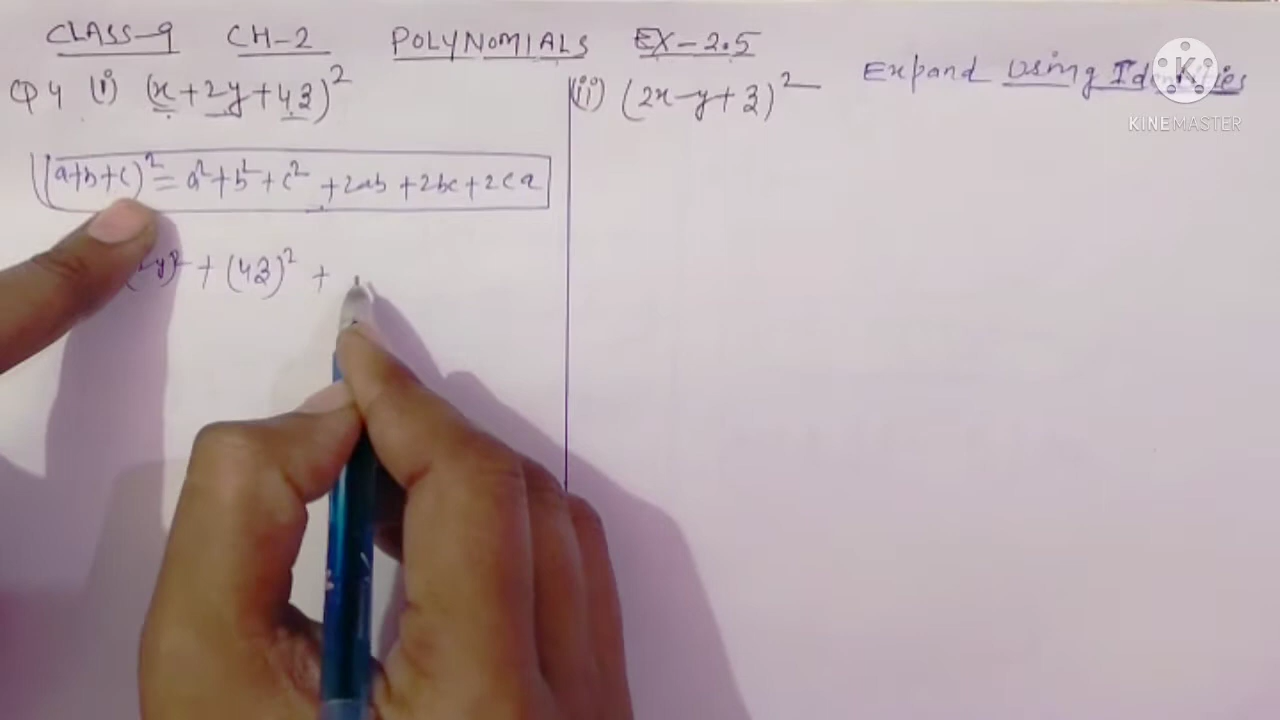 CLASS-9 CH-2 POLYNOMIALS EX-2.5
Q4 (i) (x+2y+4z)² (ii) (2x-y+z)² Expand Using Identities
(a+b+c)² = a²+b²+c²+2ab+2bc+2ca
+ (4z)² +
K
KINEMASTER